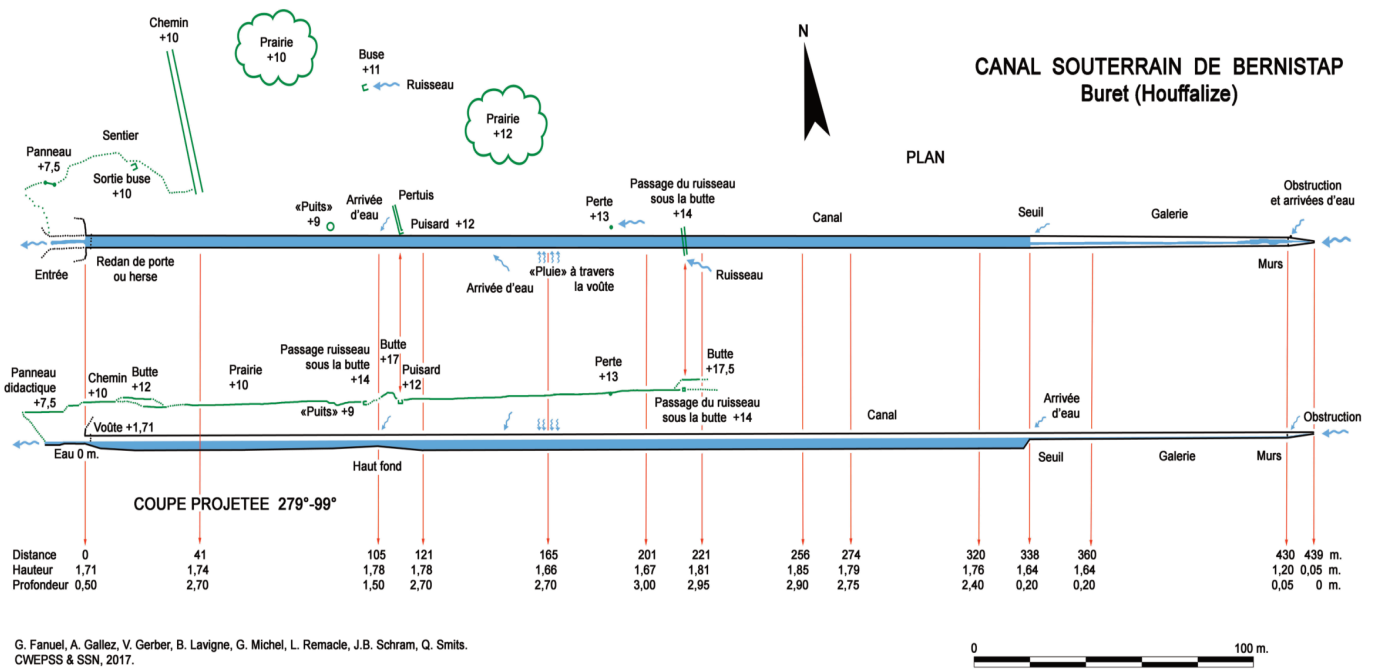 CANAL SOUTERRAIN DE BERNISTAP
Buret (Houffalize)
N
PLAN
Chemin
+10
Prairie
+10
Buse
+11
Ruisseau
Prairie
+12
Sentier
Panneau
+7,5
Sortie buse
+10
«Puits»
+9
Arrivée
d'eau
Pertuis
Puisard +12
Perte
+13
Passage du ruisseau
sous la butte
+14
Canal
Seuil
Galerie
Obstruction
et arrivées d'eau
Entrée
Redan de porte
ou herse
Arrivée d'eau
«Pluie» à travers
la voûte
Ruisseau
Murs
Panneau
didactique
+7,5
Chemin
+10
Butte
+12
Prairie
+10
Passage ruisseau
sous la butte
+14
«Puits» +9
Butte
+17
Puisard
+12
Perte
+13
Butte
+17,5
Passage du ruisseau
sous la butte +14
Canal
Arrivée
d'eau
Obstruction
Voûte +1,71
Eau 0 m.
Haut fond
Seuil
Galerie
Murs
COUPE PROJETEE 279°-99°
Distance 0 41 105 121 165 201 221 256 274 320 338 360 430 439 m.
Hauteur 1,71 1,74 1,78 1,78 1,66 1,67 1,81 1,85 1,79 1,76 1,64 1,64 1,20 0,05 m.
Profondeur 0,50 2,70 1,50 2,70 2,70 3,00 2,95 2,90 2,75 2,40 0,20 0,20 0,05 0 m.
G. Fanuel, A. Gallez, V. Gerber, B. Lavigne, G. Michel, L. Remacle, J.B. Schram, Q. Smits.
CWEPSS & SSN, 2017.
0 100 m.